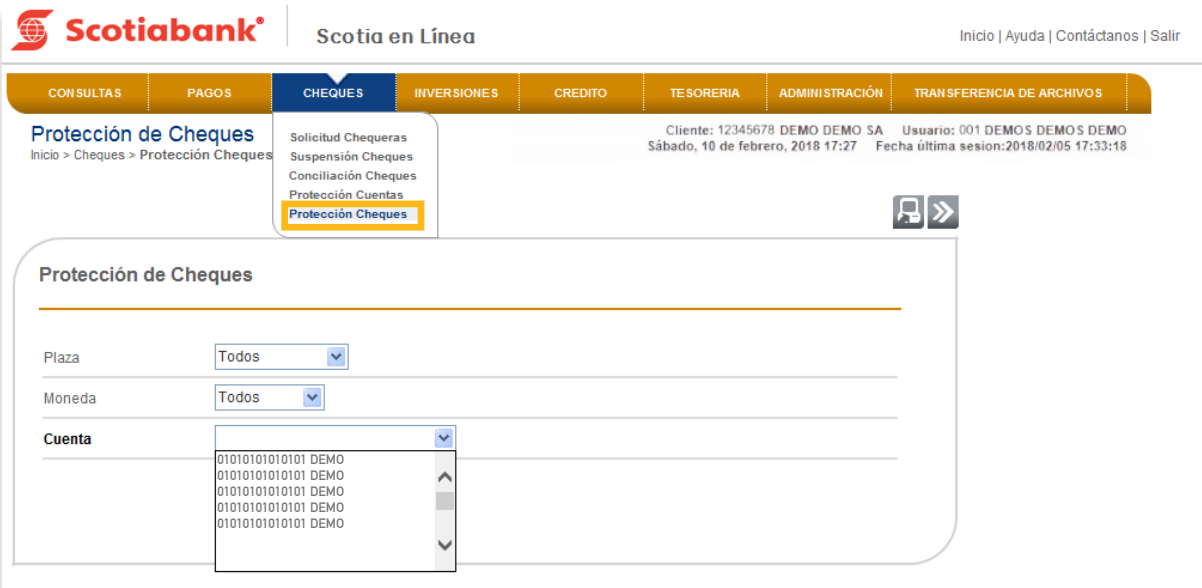 Scotiabank®
Scotia en Línea
Inicio | Ayuda | Contáctanos | Salir
CONSULTAS PAGOS CHEQUES INVERSIONES CREDITO TESORERIA ADMINISTRACIÓN TRANSFERENCIA DE ARCHIVOS
Protección de Cheques
Inicio > Cheques > Protección Cheques
Solicitud Chequeras
Suspensión Cheques
Conciliación Cheques
Protección Cuentas
Protección Cheques
Cliente: 12345678 DEMO DEMO SA Usuario: 001 DEMOS DEMOS DEMO
Sábado, 10 de febrero, 2018 17:27 Fecha última sesion:2018/02/05 17:33:18
Protección de Cheques
Plaza Todos
Moneda Todos
Cuenta
01010101010101 DEMO
01010101010101 DEMO
01010101010101 DEMO
01010101010101 DEMO
01010101010101 DEMO